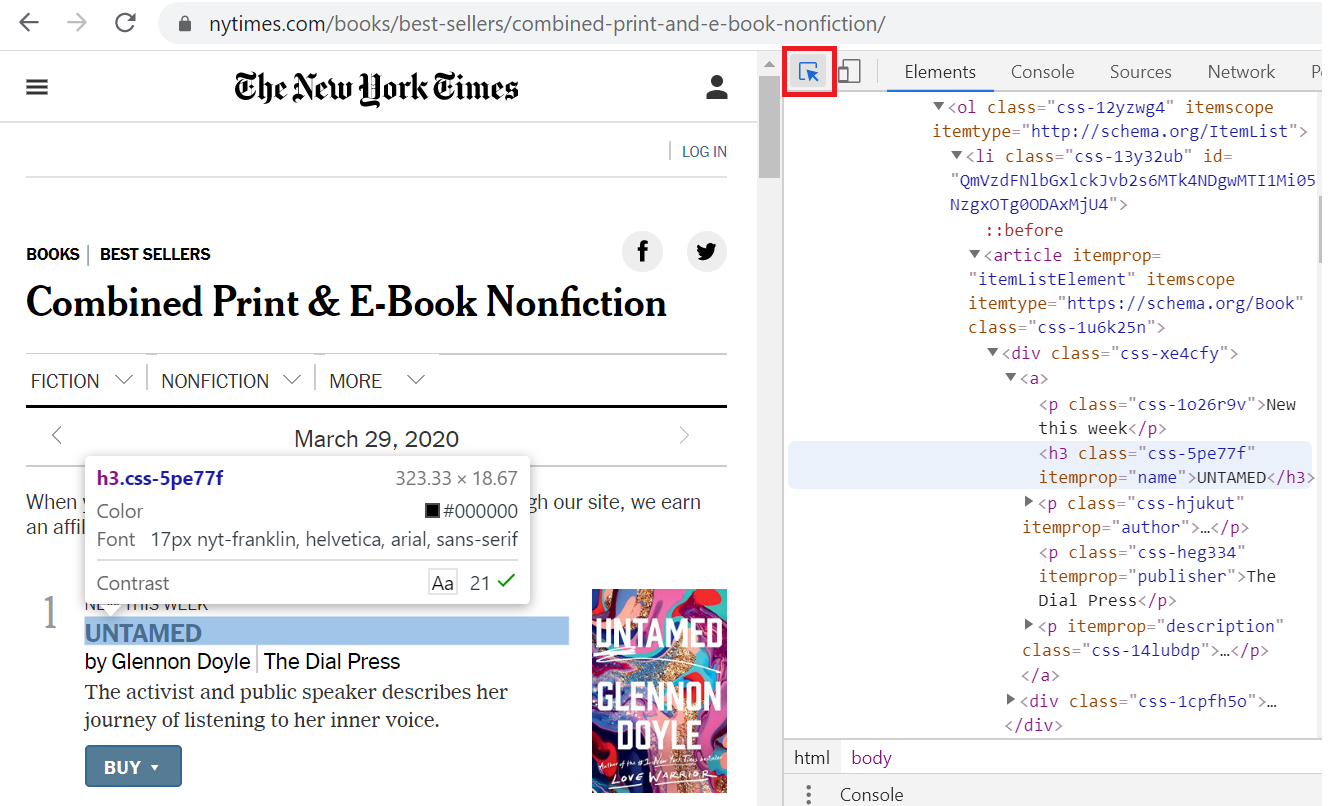 nytimes.com/books/best-sellers/combined-print-and-e-book-nonfiction/
The New York Times
LOG IN
BOOKS
BEST SELLERS
Combined Print & E-Book Nonfiction
FICTION
NONFICTION
MORE
March 29, 2020
h3.css-5pe77f 323.33 × 18.67
Color #000000
Font 17px nyt-franklin, helvetica, arial, sans-serif
Contrast Aa 21
When
gh our site, we earn
an affil
1
NEW THIS WEEK
UNTAMED
by Glennon Doyle The Dial Press
The activist and public speaker describes her
journey of listening to her inner voice.
BUY
UNTAMED
GLENNON
DOYLE
Author of the #1 New York Times bestseller
LOVE WARRIOR
Elements Console Sources Network P
<ol class="css-12yzwg4" itemscope
itemtype="http://schema.org/ItemList">
<li class="css-13y32ub" id=
"QmVzdFNlbGxlckJvb2s6MTk4NDgwMTI1Mi05
NzgxOTg0ODAxMjU4">
::before
<article itemprop=
"itemListElement" itemscope
itemtype="https://schema.org/Book"
class="css-1u6k25n">
<div class="css-xe4cfy">
<a>
<p class="css-1o26r9v">New
this week</p>
<h3 class="css-5pe77f"
itemprop="name">UNTAMED</h3>
<p class="css-hjukut"
itemprop="author">…</p>
<p class="css-heg334"
itemprop="publisher">The
Dial Press</p>
<p itemprop="description"
class="css-14lubdp">…</p>
</a>
<div class="css-1cpfh5o">…
</div>
html body
Console